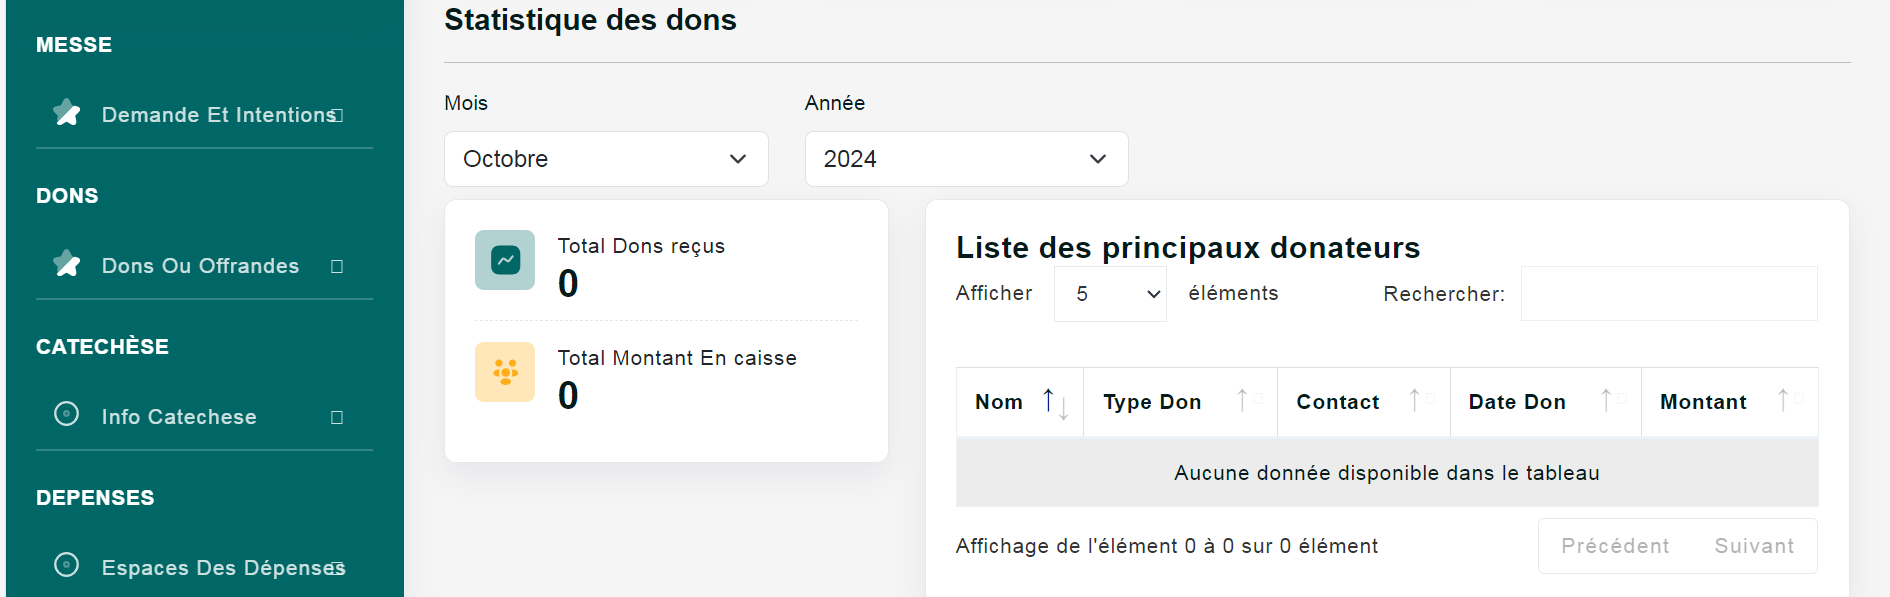 MESSE
Demande Et Intentions
DONS
Dons Ou Offrandes
CATECHÈSE
Info Catechese
DEPENSES
Espaces Des Dépenses
Statistique des dons
Mois
Année
Octobre
2024
Total Dons reçus
0
Total Montant En caisse
0
Liste des principaux donateurs
Afficher 5 éléments
Rechercher:
Nom Type Don Contact Date Don Montant
Aucune donnée disponible dans le tableau
Affichage de l'élément 0 à 0 sur 0 élément
Précédent Suivant